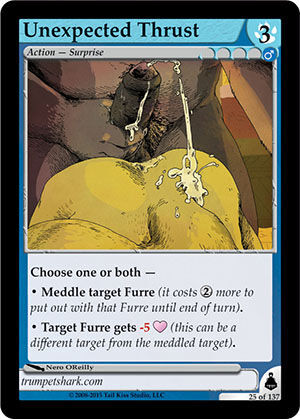 Unexpected Thrust 3
Action — Surprise
Choose one or both —
• Meddle target Furre (it costs 2 more to
put out with that Furre until end of turn).
• Target Furre gets -5 (this can be a
different target from the meddled target).
Nero OReilly
trumpetshark.com
© 2008-2015 Tail Kiss Studio, LLC
25 of 137